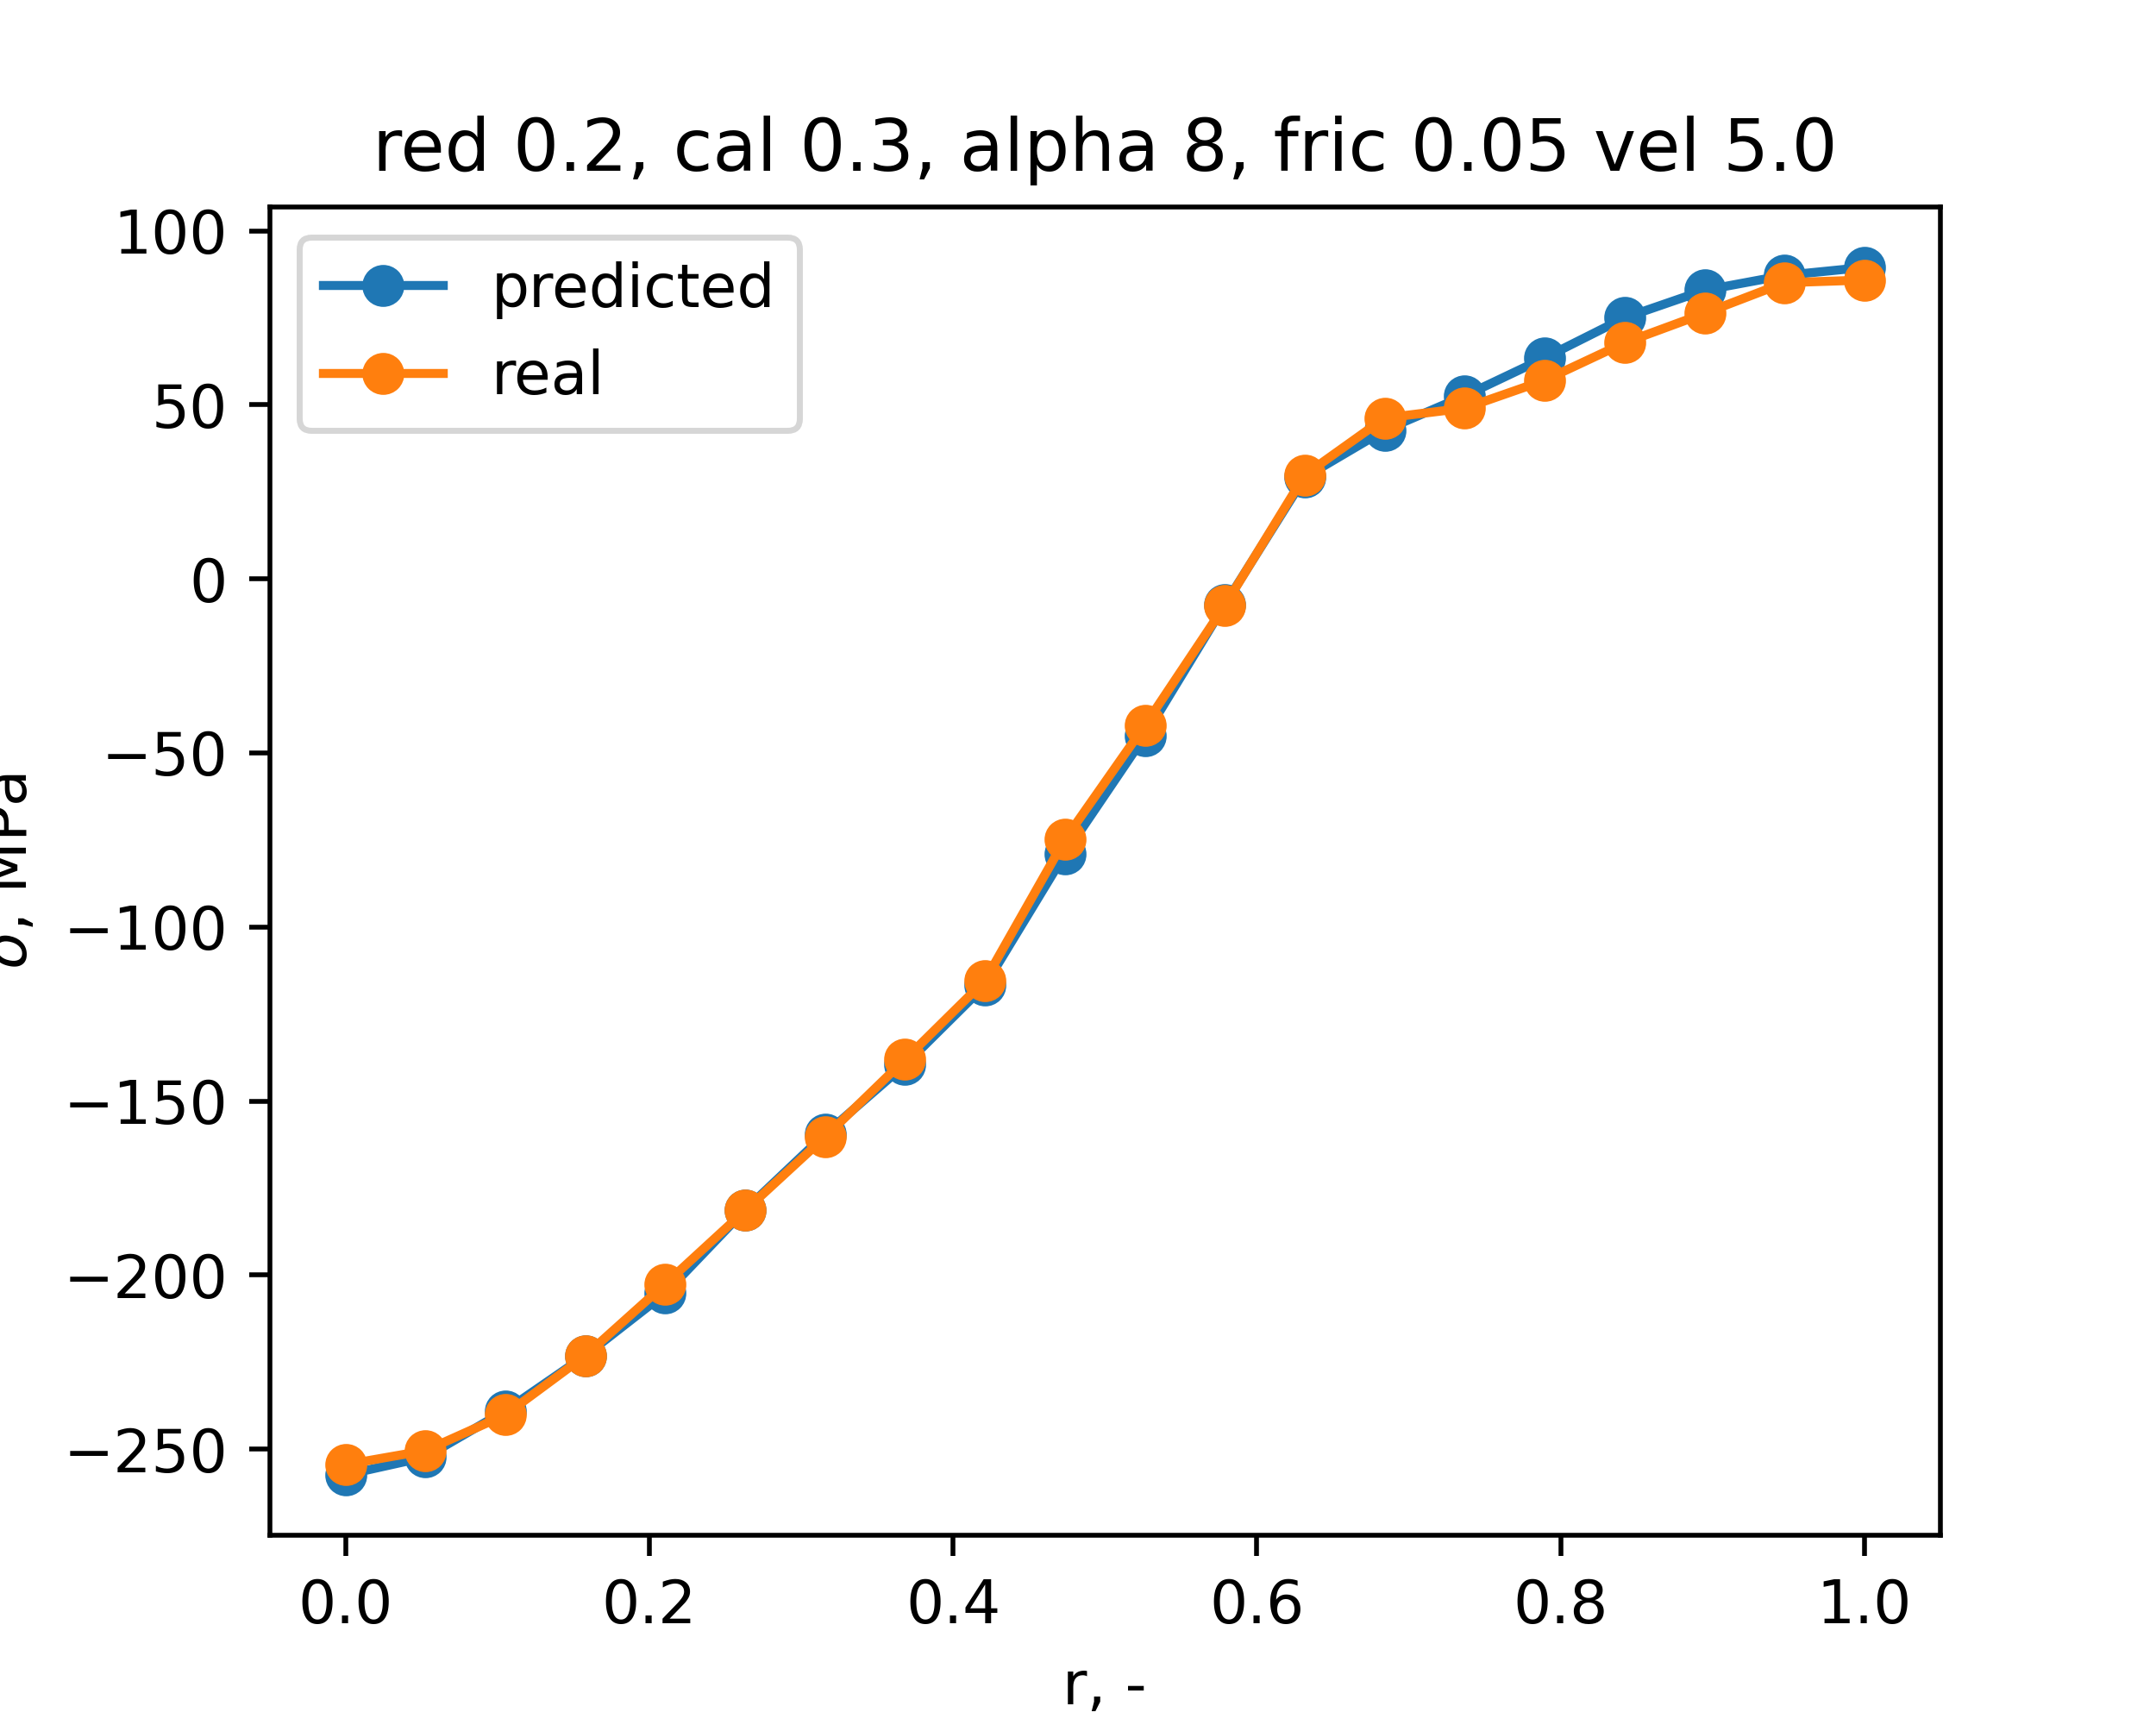 red 0.2, cal 0.3, alpha 8, fric 0.05 vel 5.0
100
50
0
−50
−100
−150
−200
−250
predicted
real
σ, MPa
0.0 0.2 0.4 0.6 0.8 1.0
r, -